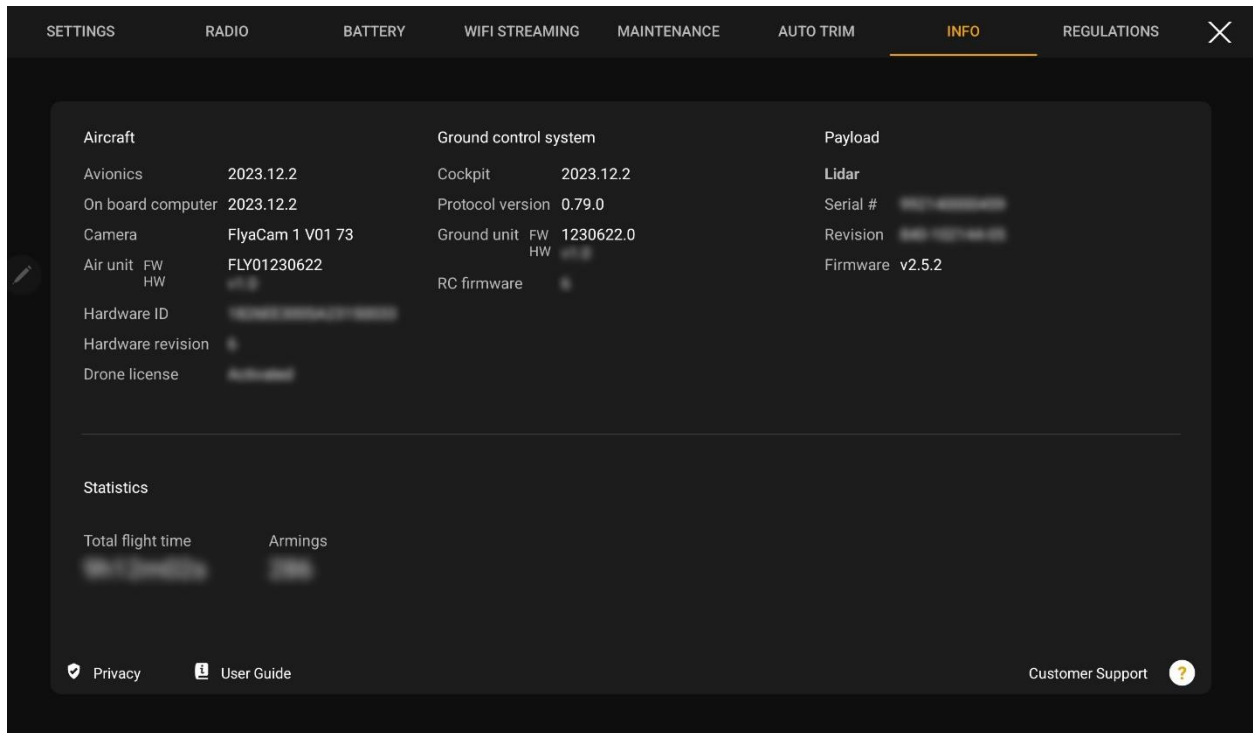 SETTINGS RADIO BATTERY WIFI STREAMING MAINTENANCE AUTO TRIM INFO REGULATIONS
Aircraft
Avionics 2023.12.2
On board computer 2023.12.2
Camera FlyaCam 1 V01 73
Air unit FW FLY01230622
HW
Hardware ID
Hardware revision
Drone license
Ground control system
Cockpit 2023.12.2
Protocol version 0.79.0
Ground unit FW 1230622.0
HW
RC firmware
Payload
Lidar
Serial #
Revision
Firmware v2.5.2
Statistics
Total flight time Armings
Privacy User Guide Customer Support ?